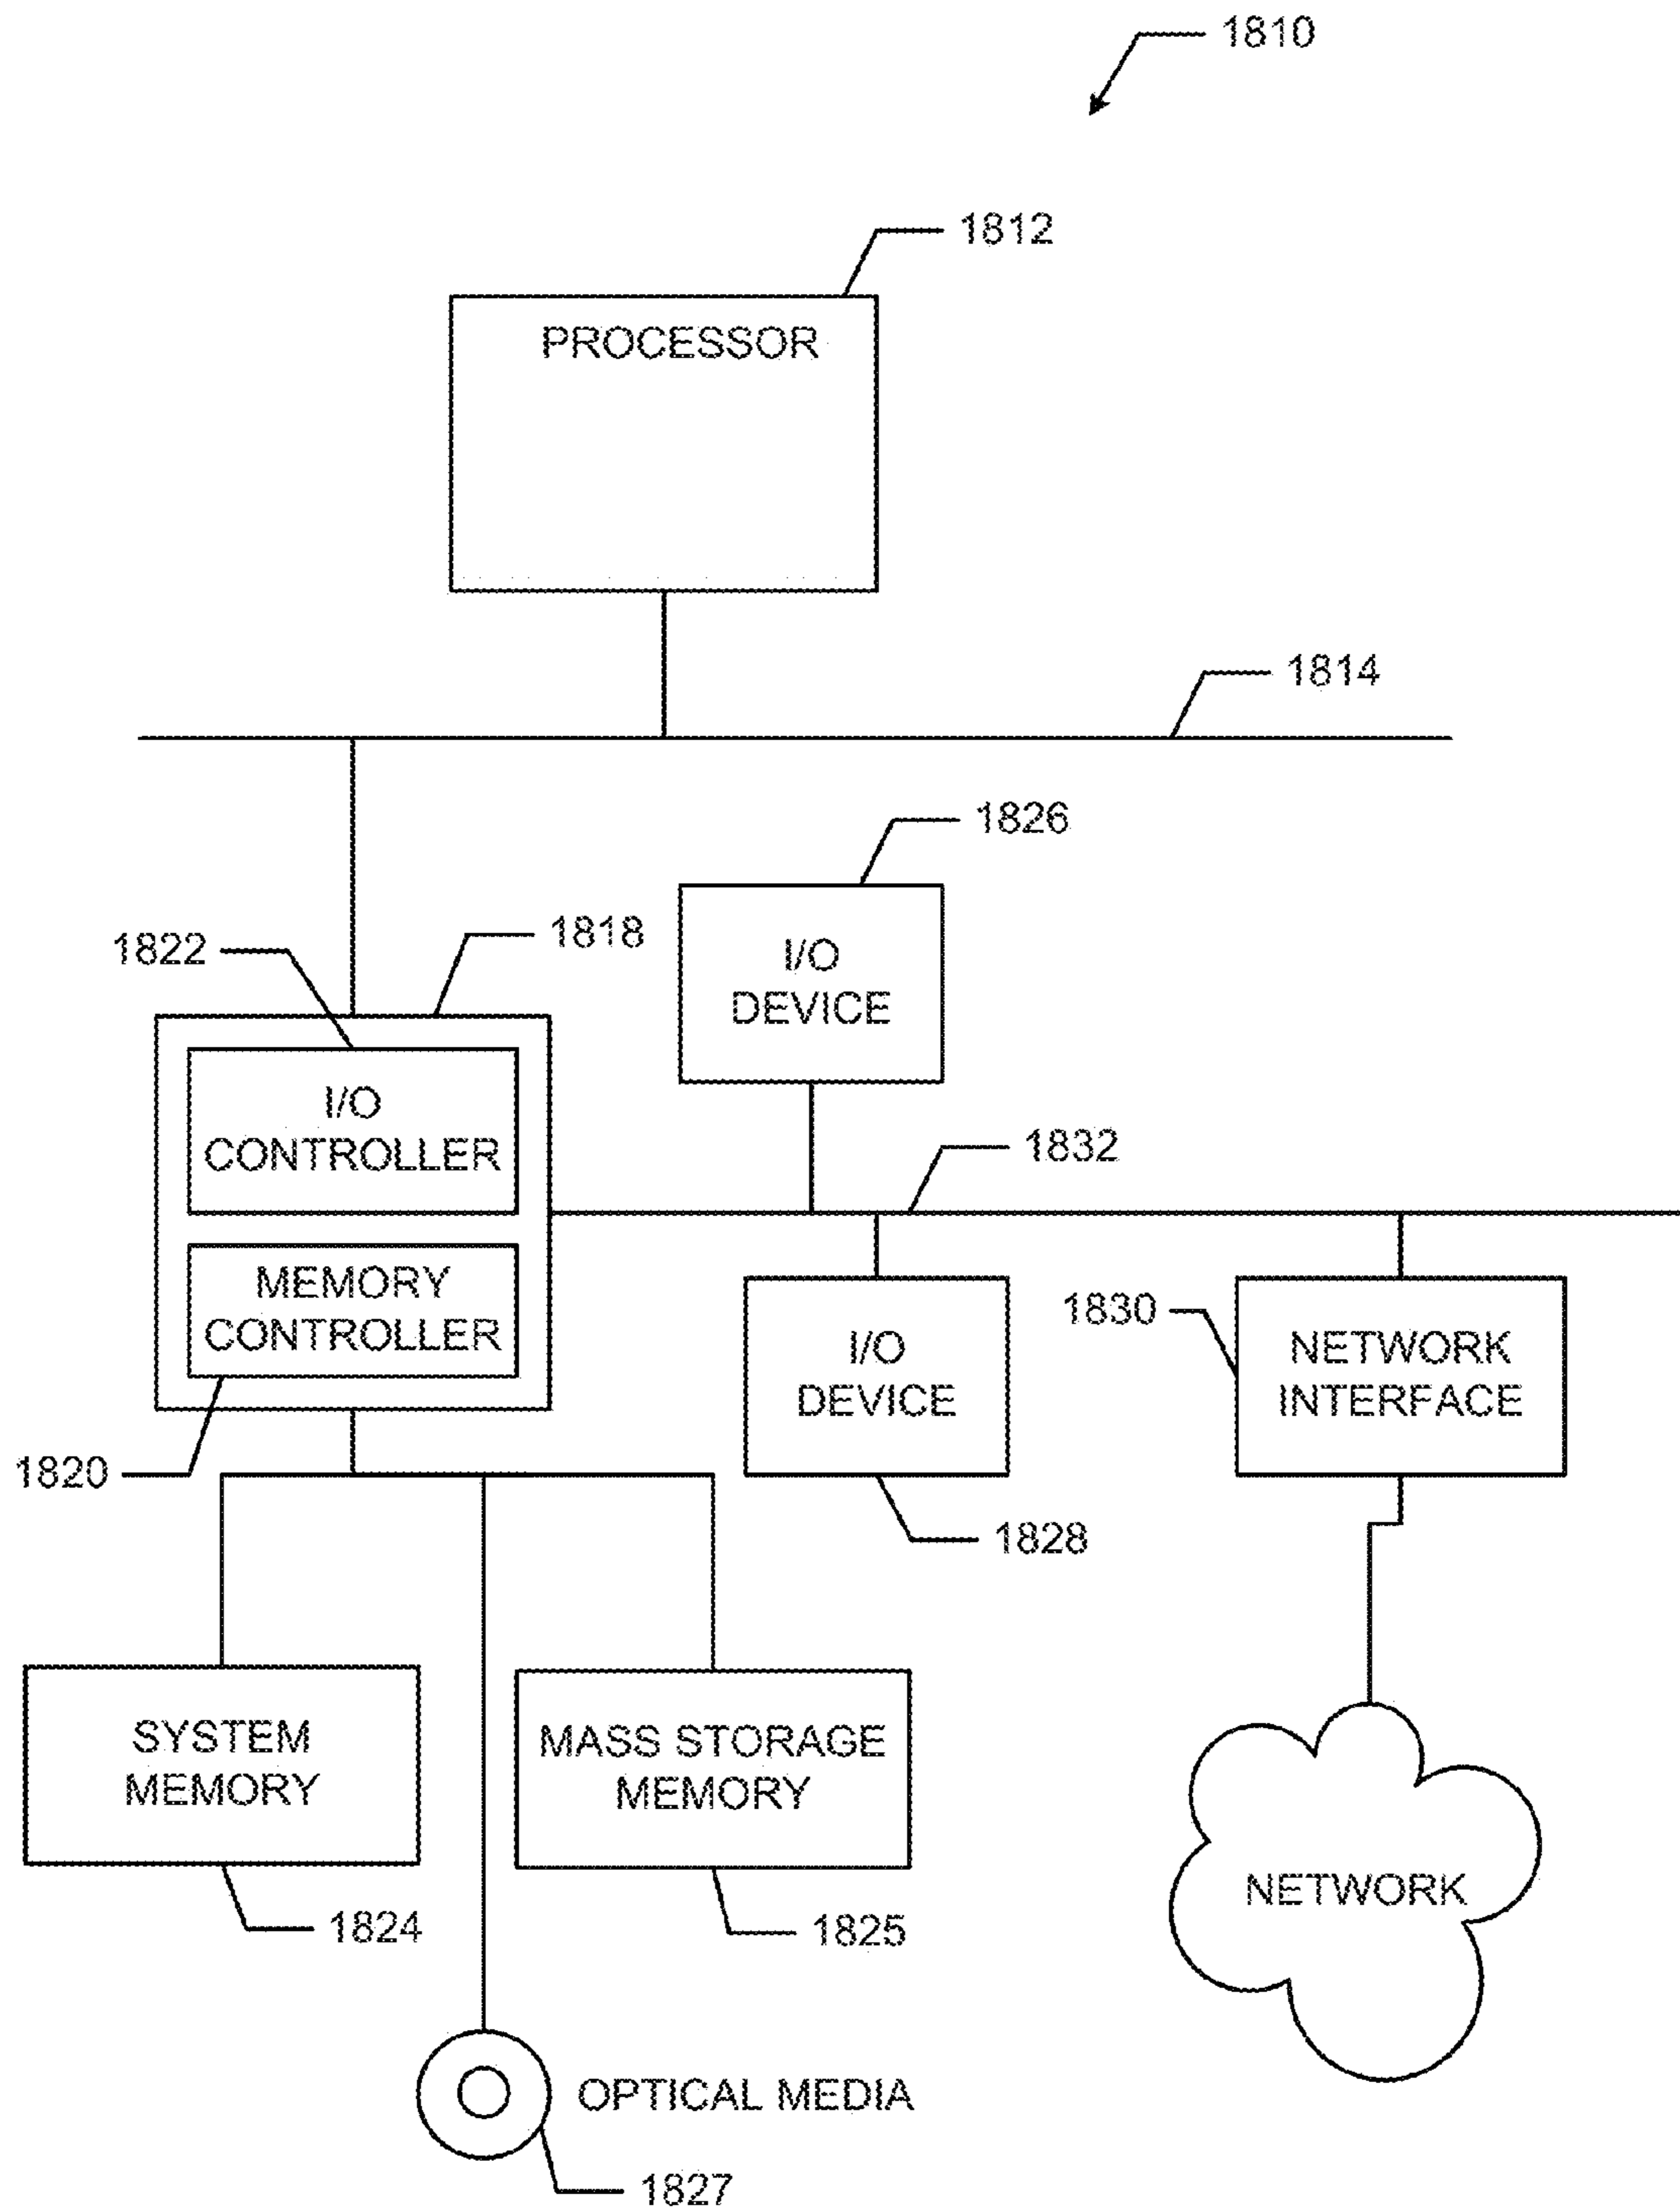 1810
1812
PROCESSOR
1814
1826
1822
1818
I/O
DEVICE
I/O
CONTROLLER
1832
MEMORY
CONTROLLER
1830
I/O
DEVICE
NETWORK
INTERFACE
1820
1828
SYSTEM
MEMORY
MASS STORAGE
MEMORY
NETWORK
1824
1825
OPTICAL MEDIA
1827